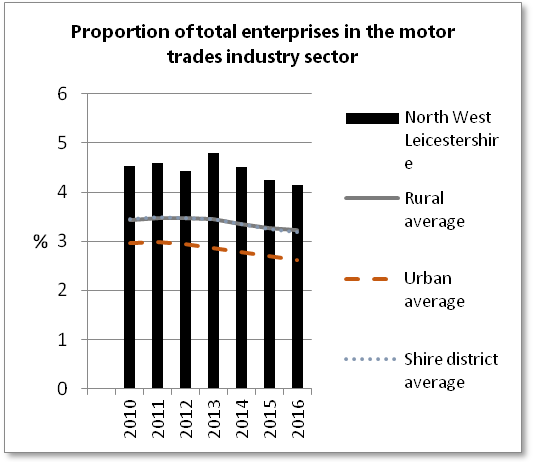 Proportion of total enterprises in the motor
trades industry sector
6
5
4
3
2
1
0
%
2010
2011
2012
2013
2014
2015
2016
North West
Leicestershir
e
Rural
average
Urban
average
Shire district
average